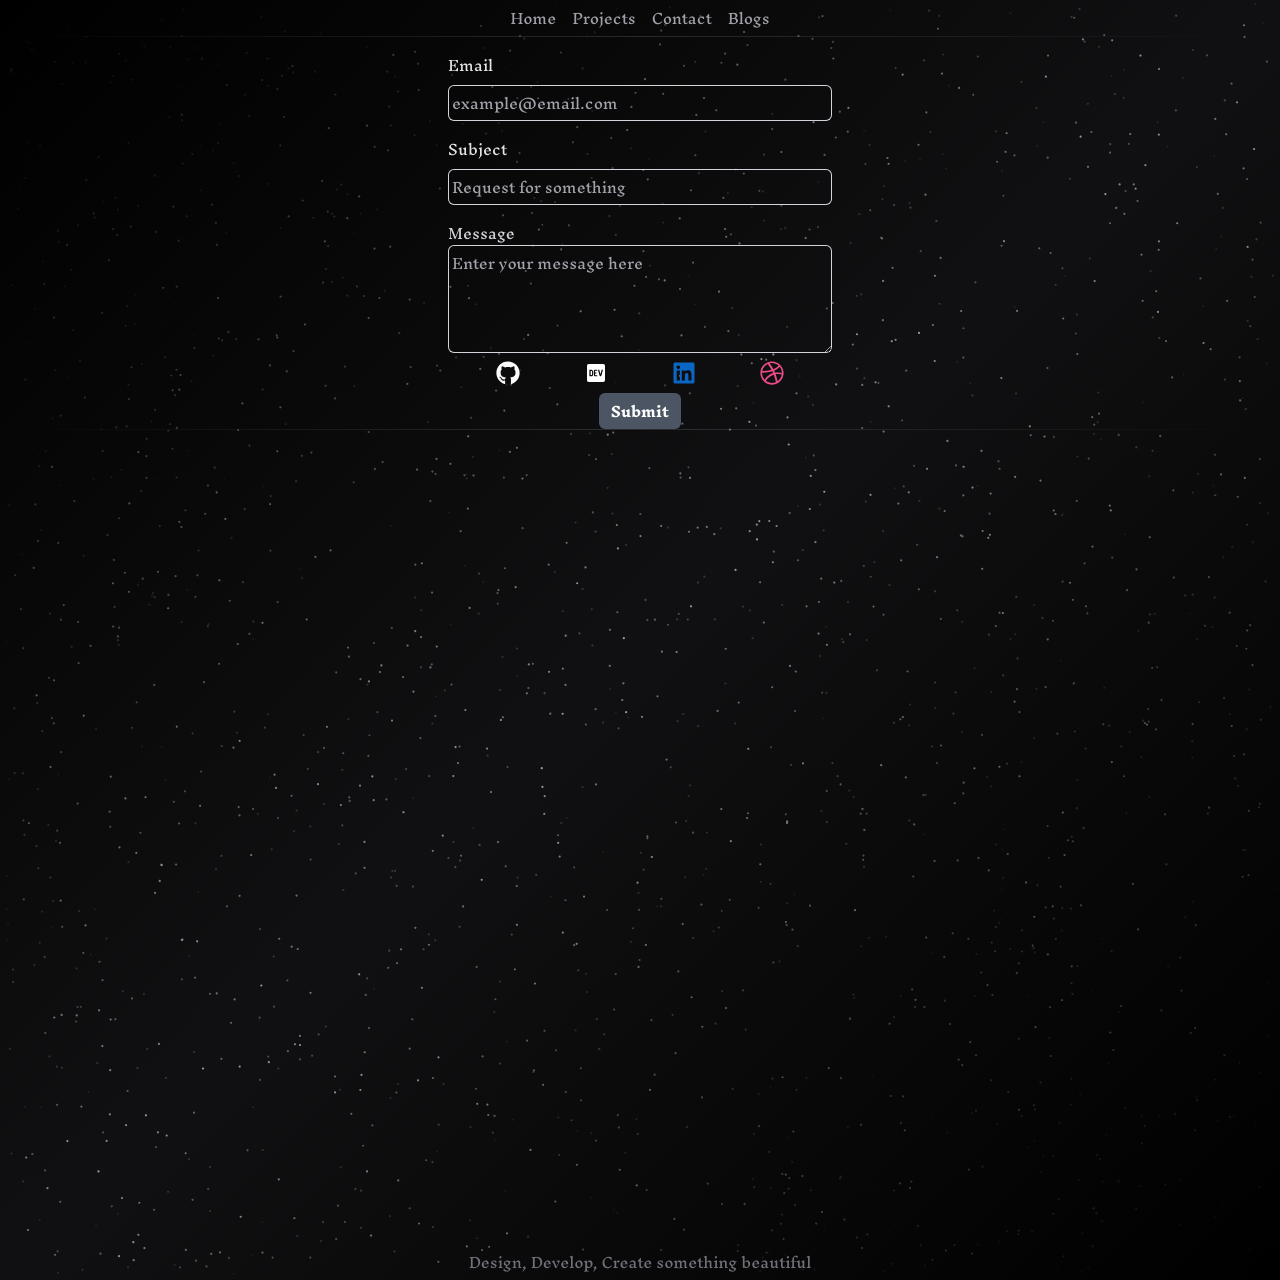 Home Projects Contact Blogs
Email
example@email.com
Subject
Request for something
Message
Enter your message here
DEV
in
Submit
Design, Develop, Create something beautiful